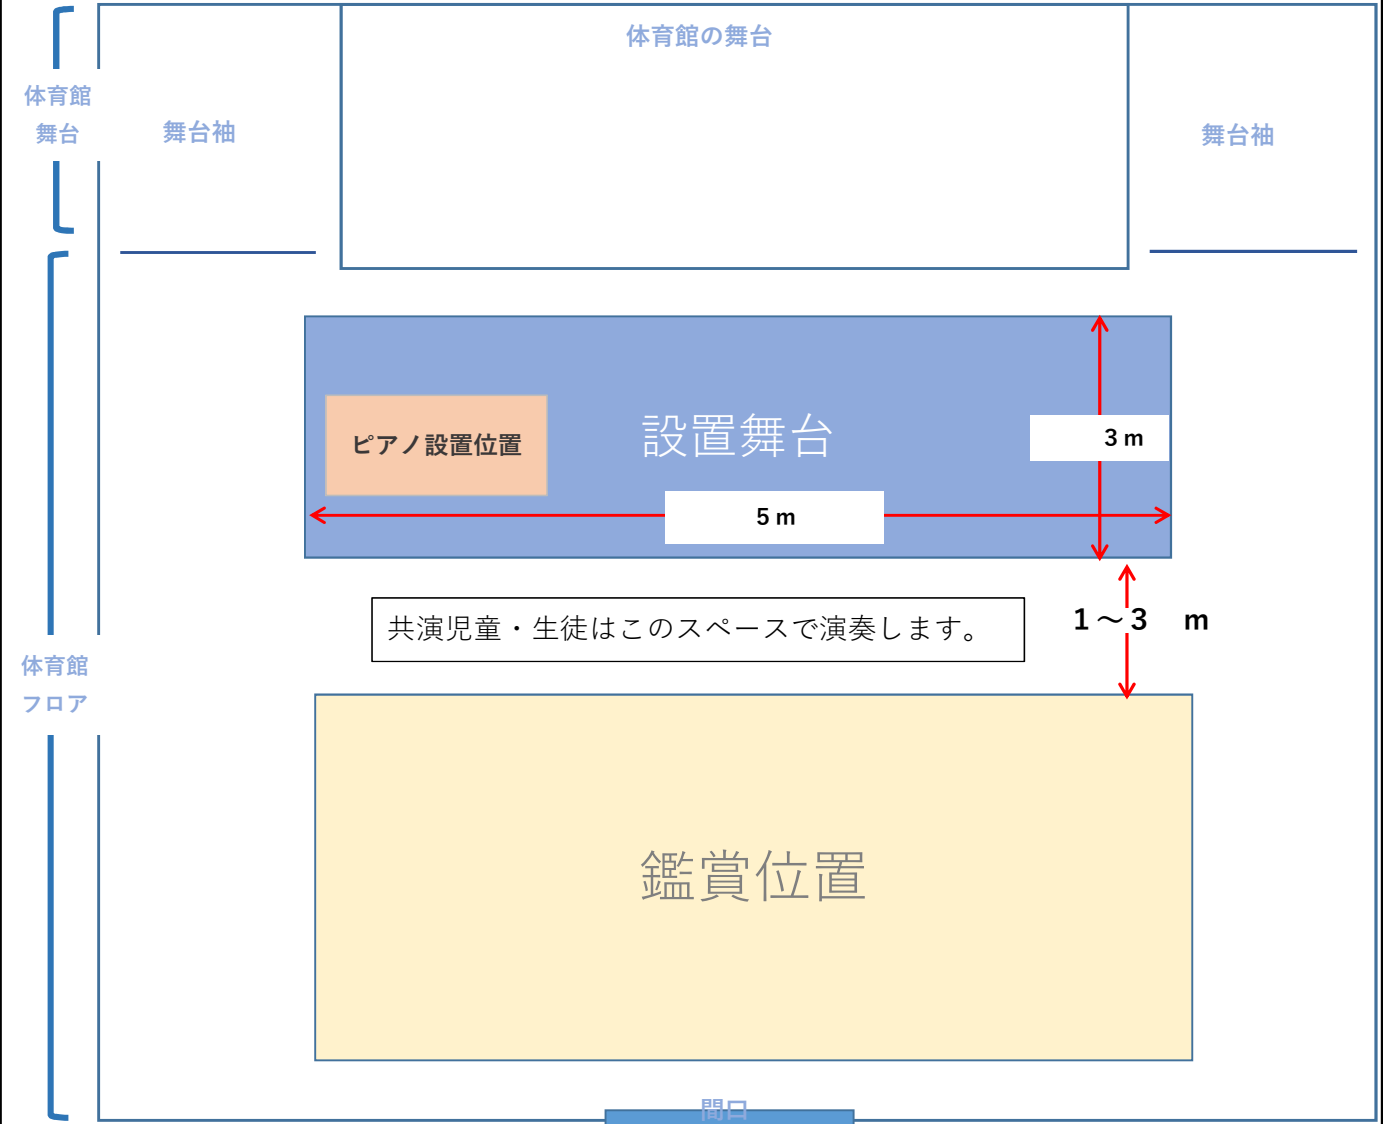 体育館の舞台
体育館
舞台
舞台袖
舞台袖
設置舞台
ピアノ設置位置
3 m
5 m
共演児童・生徒はこのスペースで演奏します。
1～3　m
体育館
フロア
鑑賞位置
間口